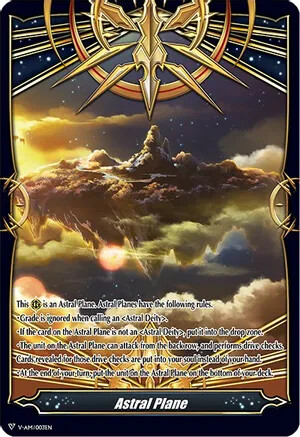 This is an Astral Plane. Astral Planes have the following rules.
-Grade is ignored when calling an <Astral Deity>.
-If the card on the Astral Plane is not an <Astral Deity>, put it into the drop zone.
-The unit on the Astral Plane can attack from the back row, and performs drive checks.
Cards revealed for those drive checks are put into your soul instead of your hand.
-At the end of your turn, put the unit on the Astral Plane on the bottom of your deck.
Astral Plane
V-AM/007EN